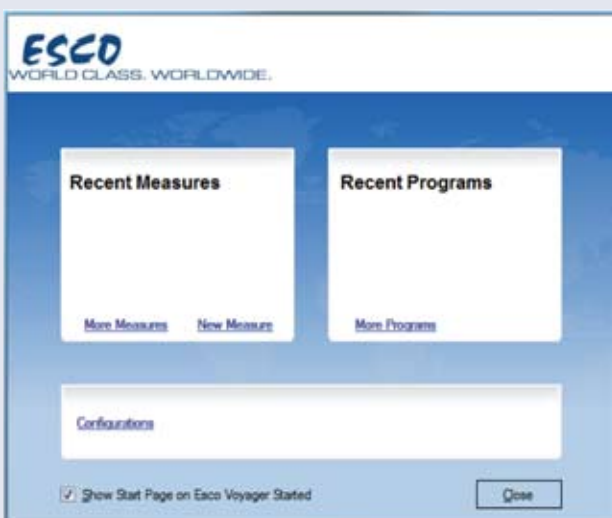 ESCO
WORLD CLASS. WORLDWIDE.
Recent Measures
More Measures New Measure
Recent Programs
More Programs
Configurations
Show Start Page on Esco Voyager Started
Close